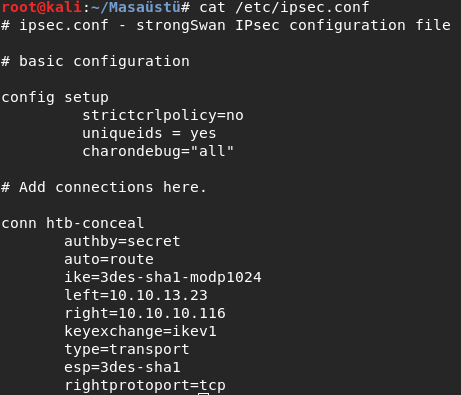 root@kali:~/Masaüstü# cat /etc/ipsec.conf
# ipsec.conf - strongSwan IPsec configuration file
# basic configuration
config setup
strictcrlpolicy=no
uniqueids = yes
charondebug="all"
# Add connections here.
conn htb-conceal
authby=secret
auto=route
ike=3des-sha1-modp1024
left=10.10.13.23
right=10.10.10.116
keyexchange=ikev1
type=transport
esp=3des-sha1
rightprotoport=tcp